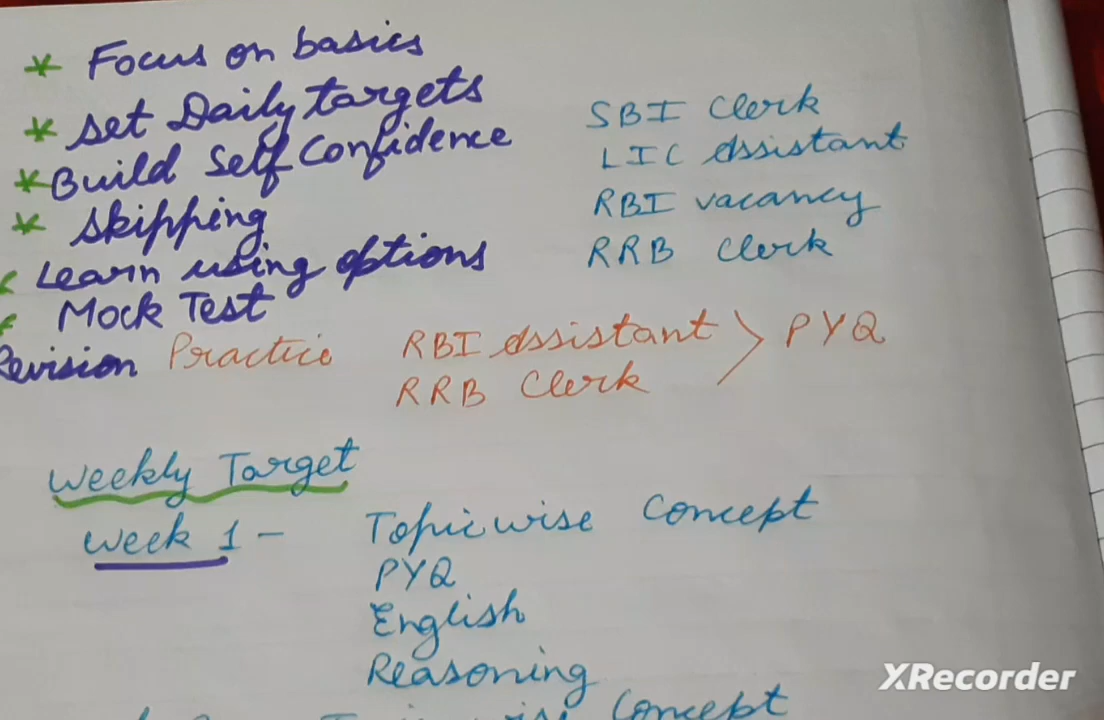 * Focus on basics
* Set Daily targets
* Build Self Confidence
* Skipping
Learn using options
Mock Test
Revision Practice
SBI Clerk
LIC Assistant
RBI vacancy
RRB Clerk
RBI Assistant > PYQ
RRB Clerk
Weekly Target
Week 1 - Topicwise Concept
PYQ
English
Reasoning
Topicwise Concept
XRecorder